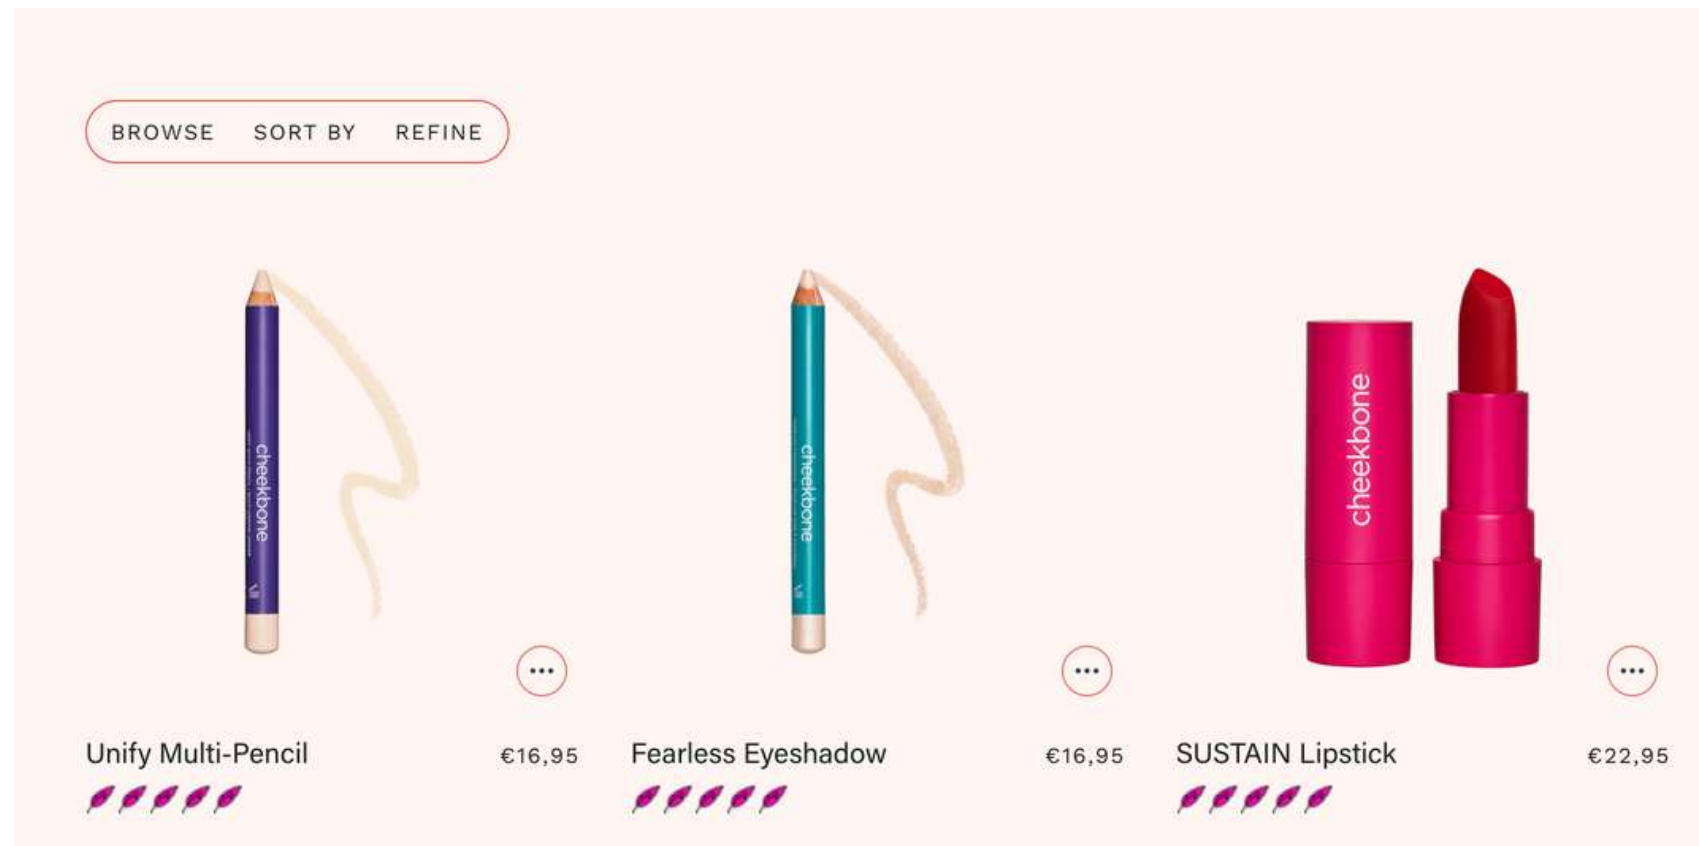 BROWSE SORT BY REFINE
cheekbone
cheekbone
cheekbone
Unify Multi-Pencil €16,95
Fearless Eyeshadow €16,95
SUSTAIN Lipstick €22,95